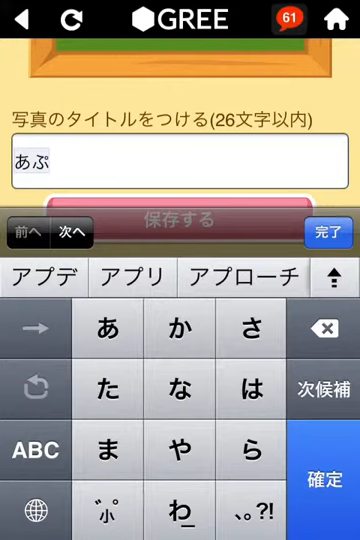 GREE 61
写真のタイトルをつける(26文字以内)
あぷ
保存する
前へ 次へ 完了
アプデ アプリ アプローチ
あ か さ
た な は 次候補
ABC ま や ら 確定
゛゜小 わ_ 、。?!